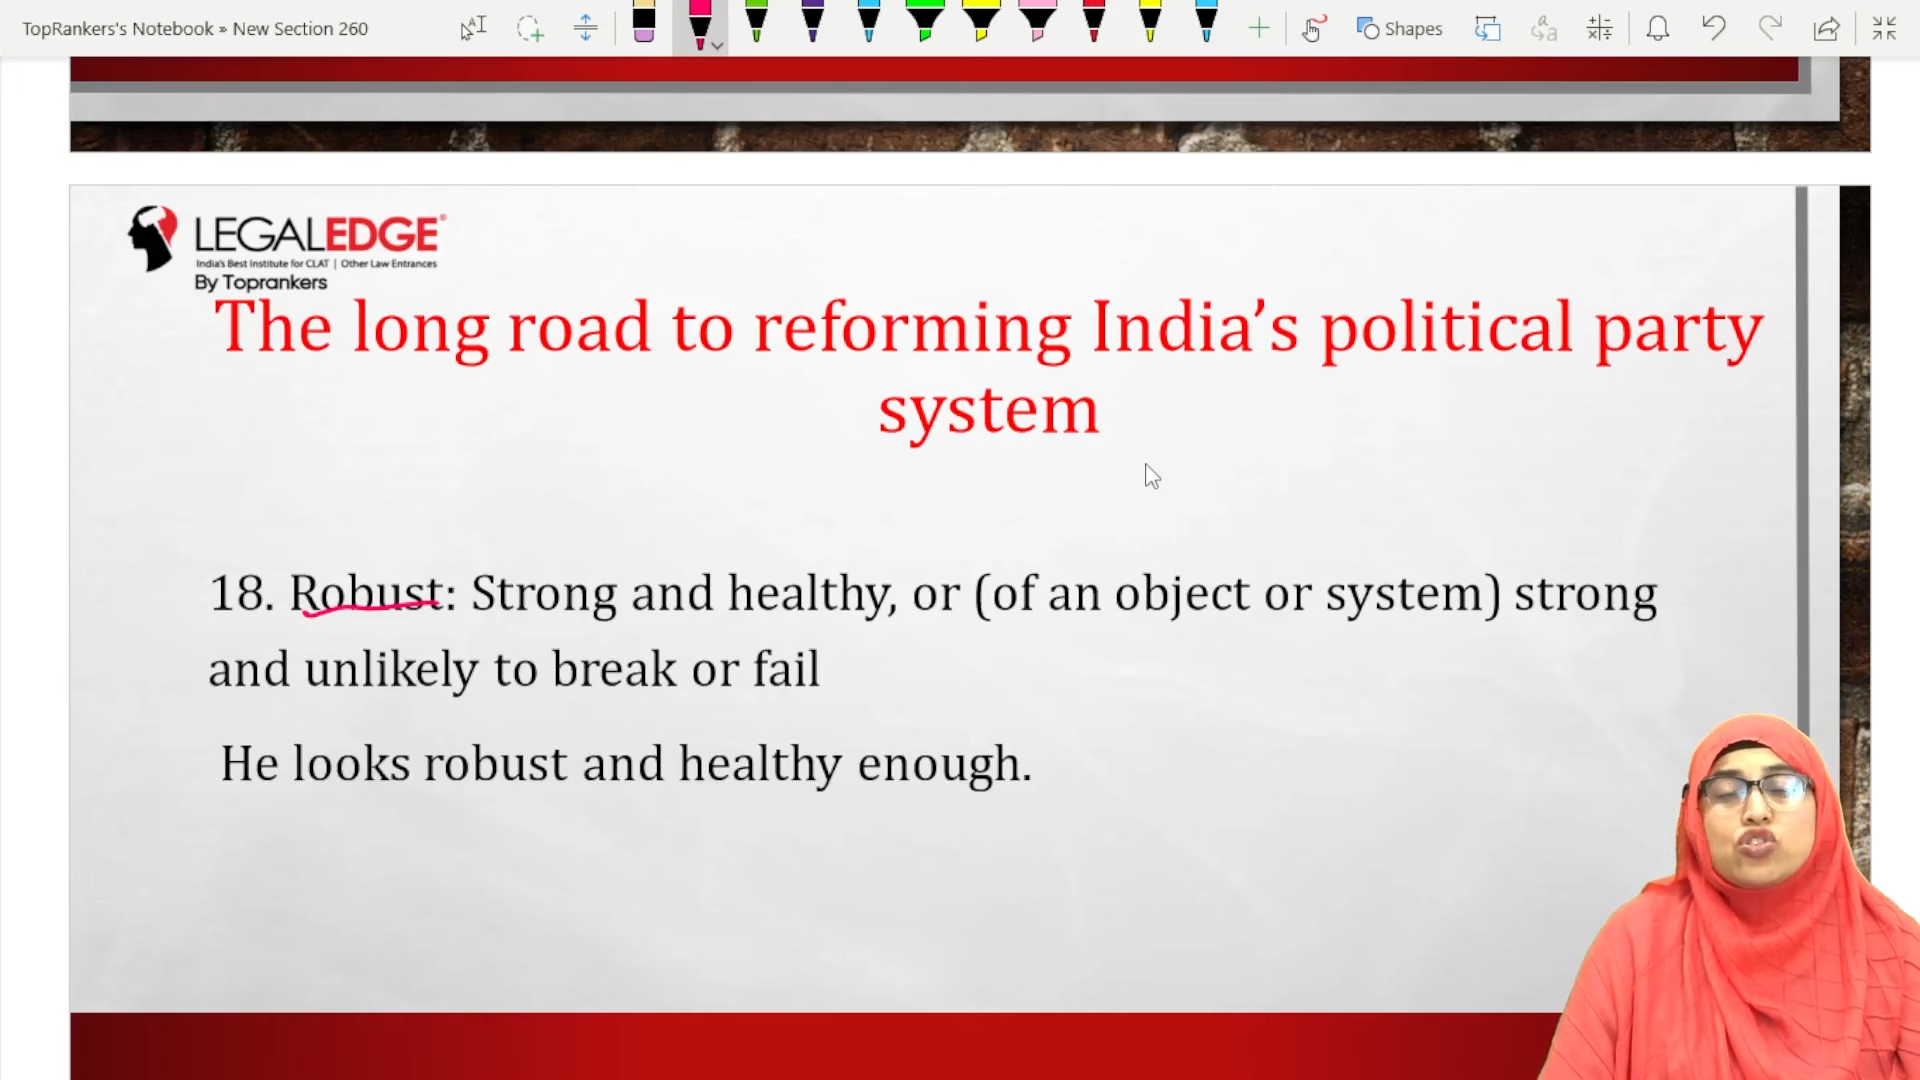 TopRankers's Notebook » New Section 260
Shapes
LEGALEDGE®
India's Best Institute for CLAT | Other Law Entrances
By Toprankers
The long road to reforming India’s political party
system
18. Robust: Strong and healthy, or (of an object or system) strong
and unlikely to break or fail
He looks robust and healthy enough.